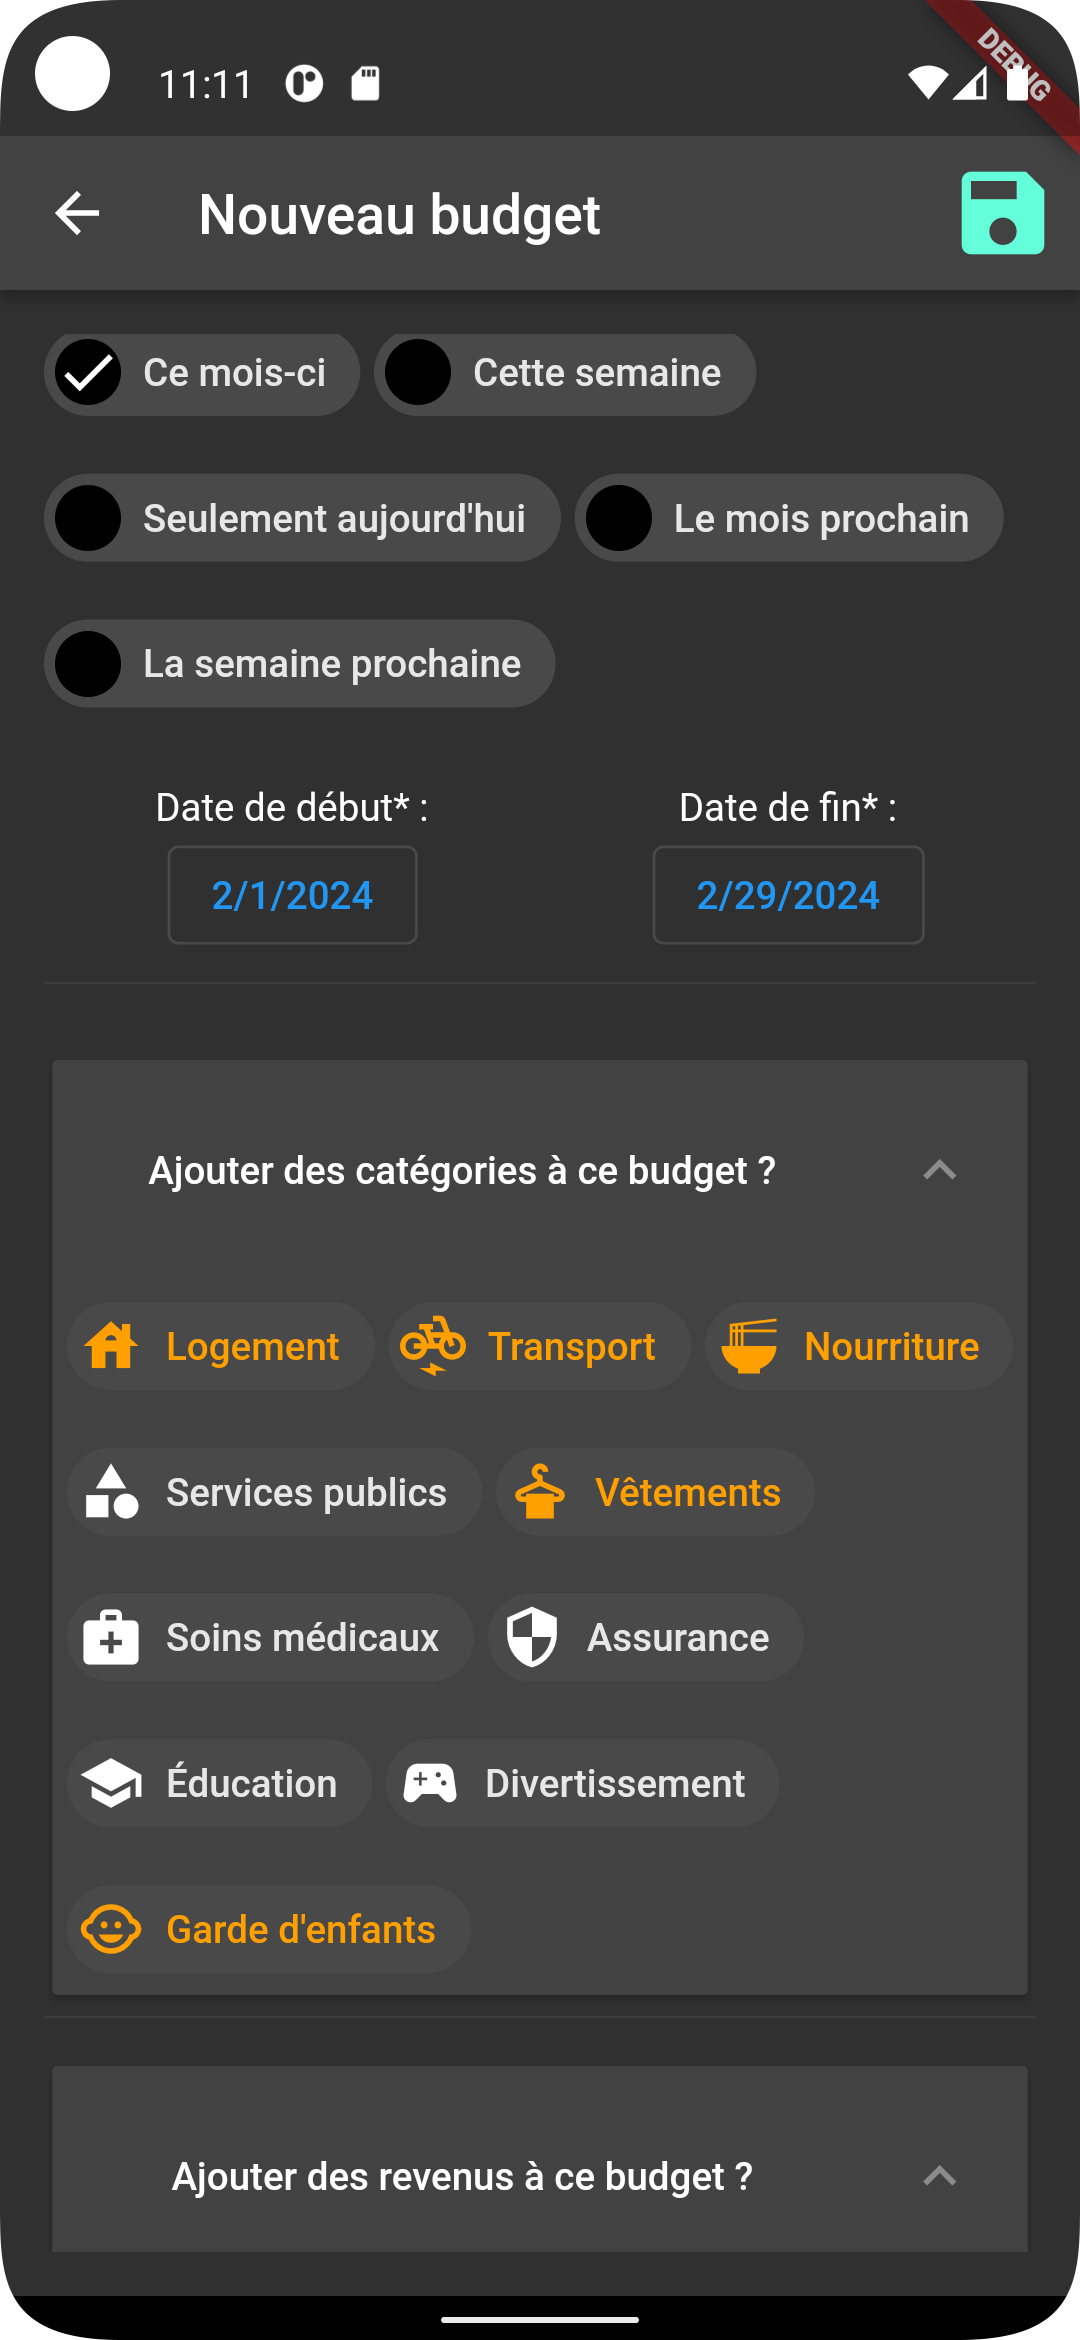 11:11
DEBUG
Nouveau budget
Ce mois-ci Cette semaine
Seulement aujourd'hui Le mois prochain
La semaine prochaine
Date de début* : Date de fin* :
2/1/2024 2/29/2024
Ajouter des catégories à ce budget ?
Logement Transport Nourriture
Services publics Vêtements
Soins médicaux Assurance
Éducation Divertissement
Garde d'enfants
Ajouter des revenus à ce budget ?